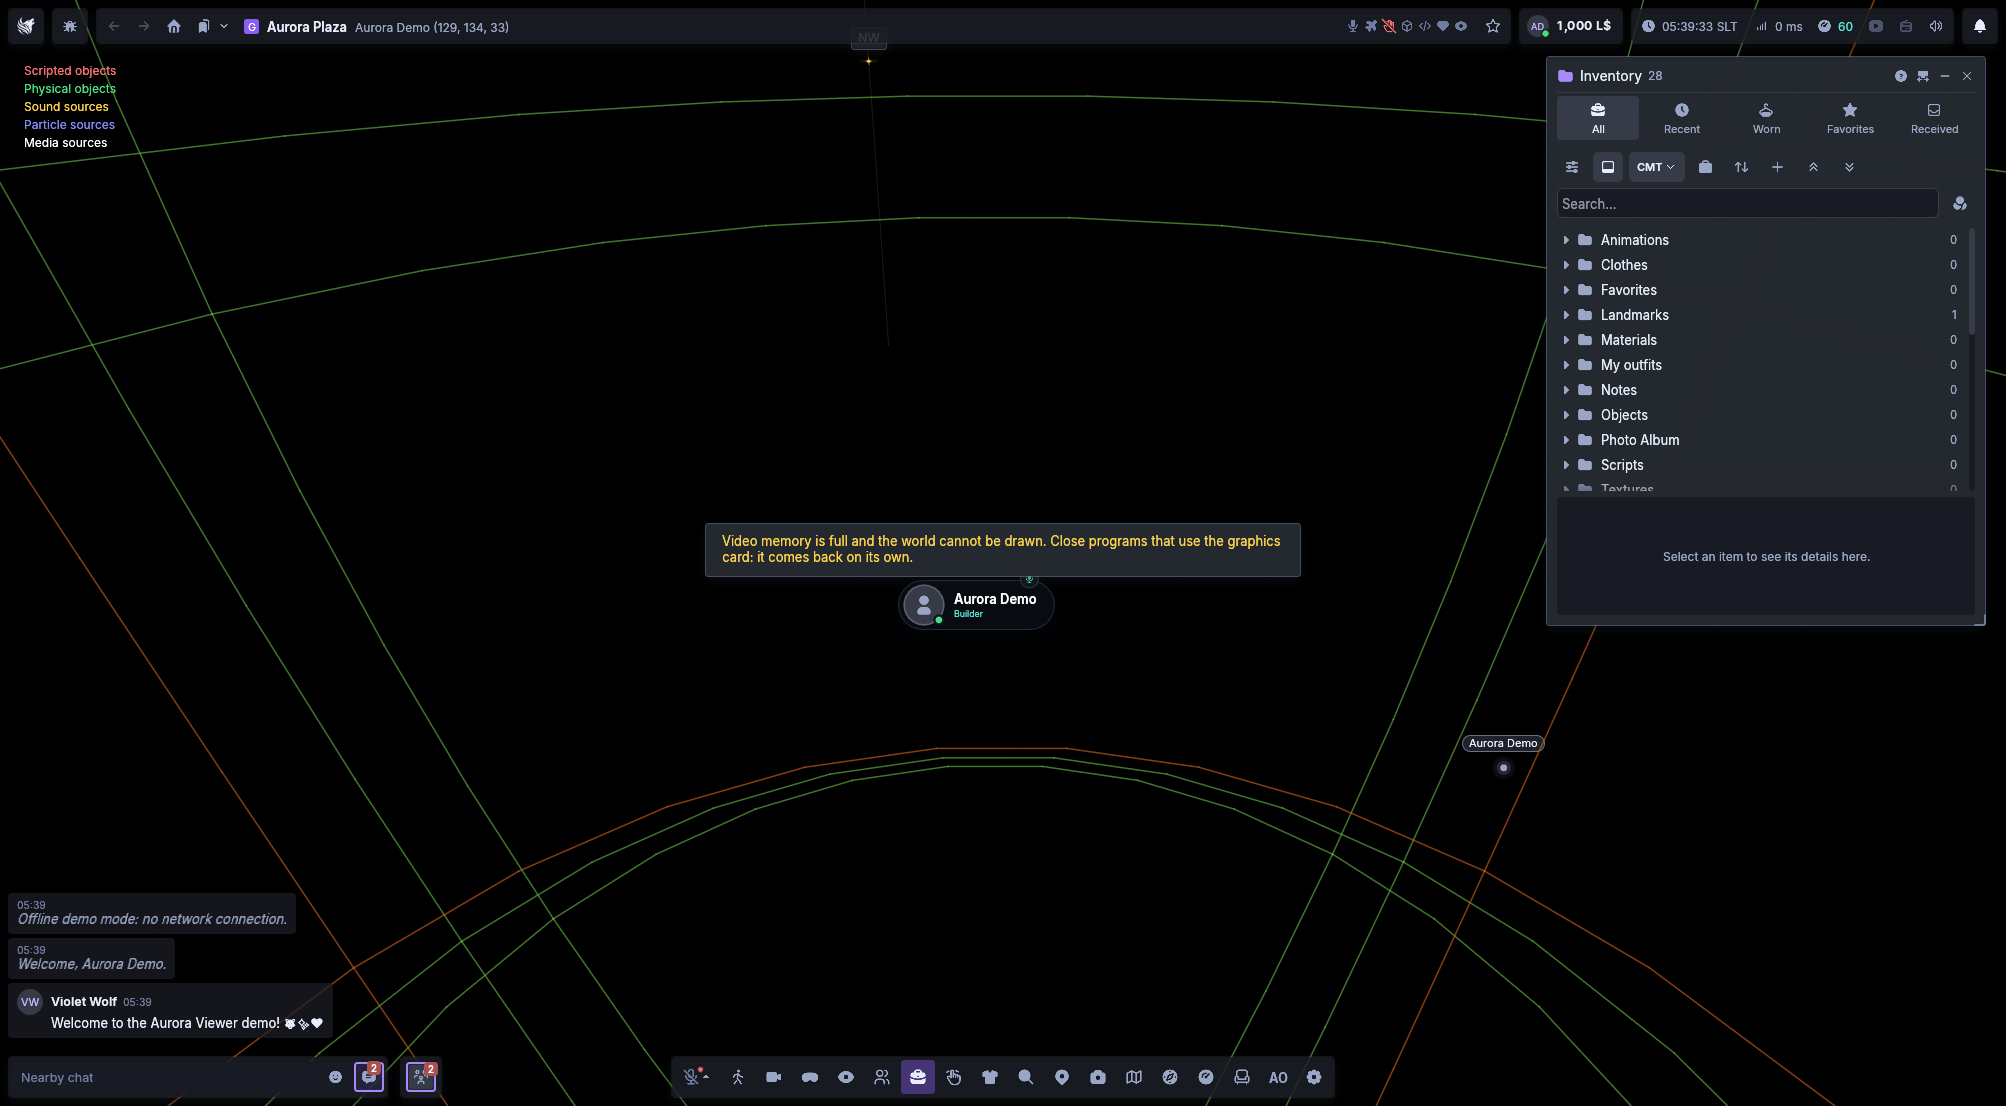 G Aurora Plaza Aurora Demo (129, 134, 33)
NW
AD 1,000 L$
05:39:33 SLT 0 ms 60
Scripted objects
Physical objects
Sound sources
Particle sources
Media sources
Inventory 28
All Recent Worn Favorites Received
CMT
Search...
Animations 0
Clothes 0
Favorites 0
Landmarks 1
Materials 0
My outfits 0
Notes 0
Objects 0
Photo Album 0
Scripts 0
Textures 0
Select an item to see its details here.
Video memory is full and the world cannot be drawn. Close programs that use the graphics
card: it comes back on its own.
Aurora Demo
Builder
Aurora Demo
05:39
Offline demo mode: no network connection.
05:39
Welcome, Aurora Demo.
VW Violet Wolf 05:39
Welcome to the Aurora Viewer demo!
Nearby chat 2 2
AO